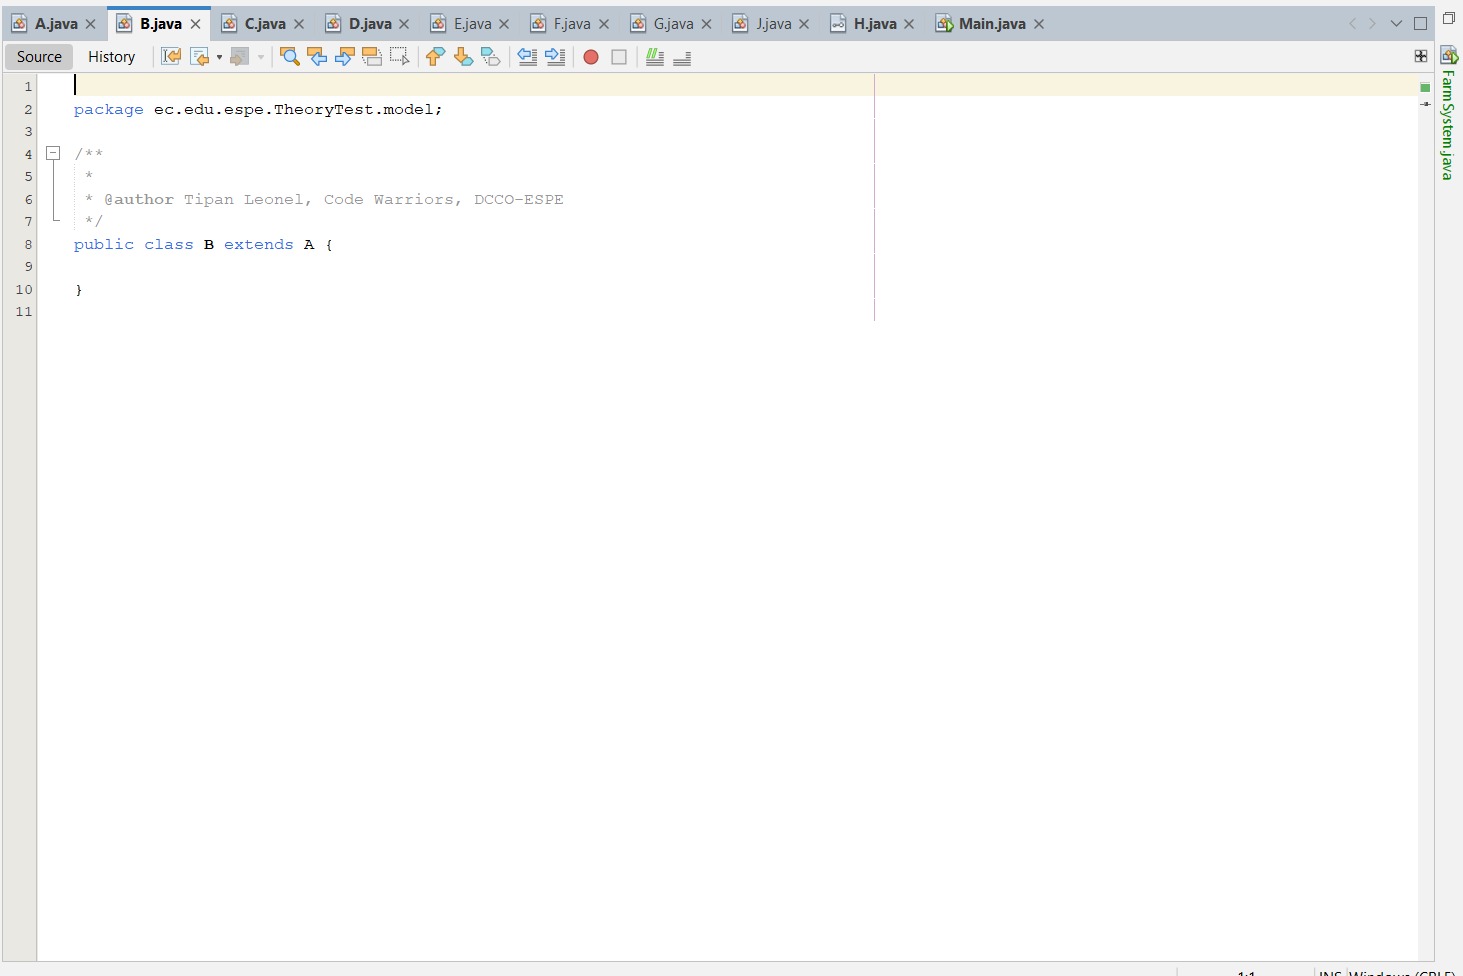 A.java B.java C.java D.java E.java F.java G.java J.java H.java Main.java
Source History
1
2 package ec.edu.espe.TheoryTest.model;
3
4 /**
5 *
6 * @author Tipan Leonel, Code Warriors, DCCO-ESPE
7 */
8 public class B extends A {
9
10 }
11
FarmSystem.java
1:1 INS Windows (CRLF)